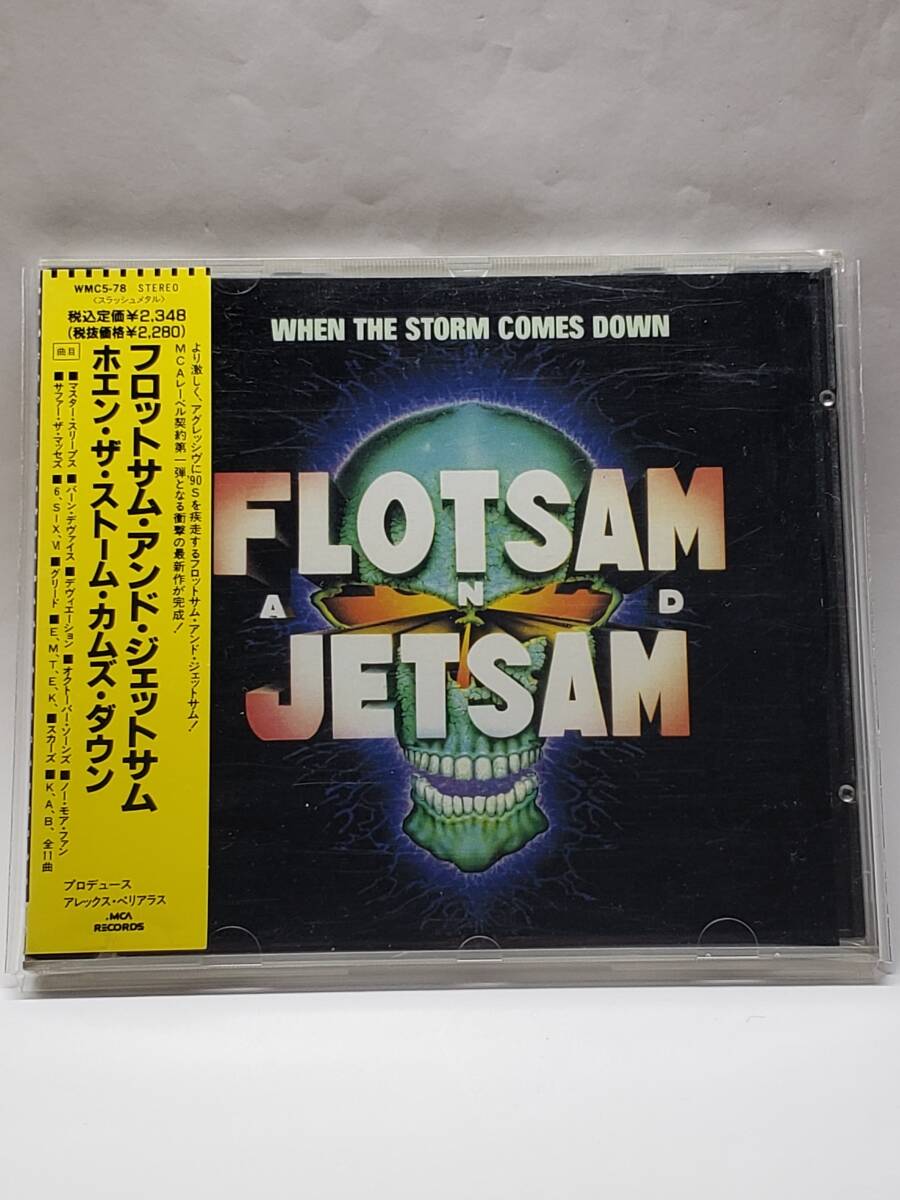 WMC5-78 STEREO
〈スラッシュメタル〉
税込定価¥2,348
(税抜価格¥2,280)
より激しく、アグレッシヴに'90Sを疾走するフロットサム・アンド・ジェットサム!
MCAレーベル契約第一弾となる衝撃の最新作が完成!
フロットサム・アンド・ジェットサム
ホエン・ザ・ストーム・カムズ・ダウン
曲目
■マスター・スリープス ■バーン・デヴァイス ■デヴィエーション ■オクトーバー・ソーンズ ■ノー・モア・ファン
■サファー・ザ・マッセズ ■6、SIX、VI ■グリード ■E、M、T、E、K、 ■スカーズ ■K、A、B、全11曲
プロデュース
アレックス・ペリアラス
.MCA
RECORDS
WHEN THE STORM COMES DOWN
FLOTSAM
AND
JETSAM